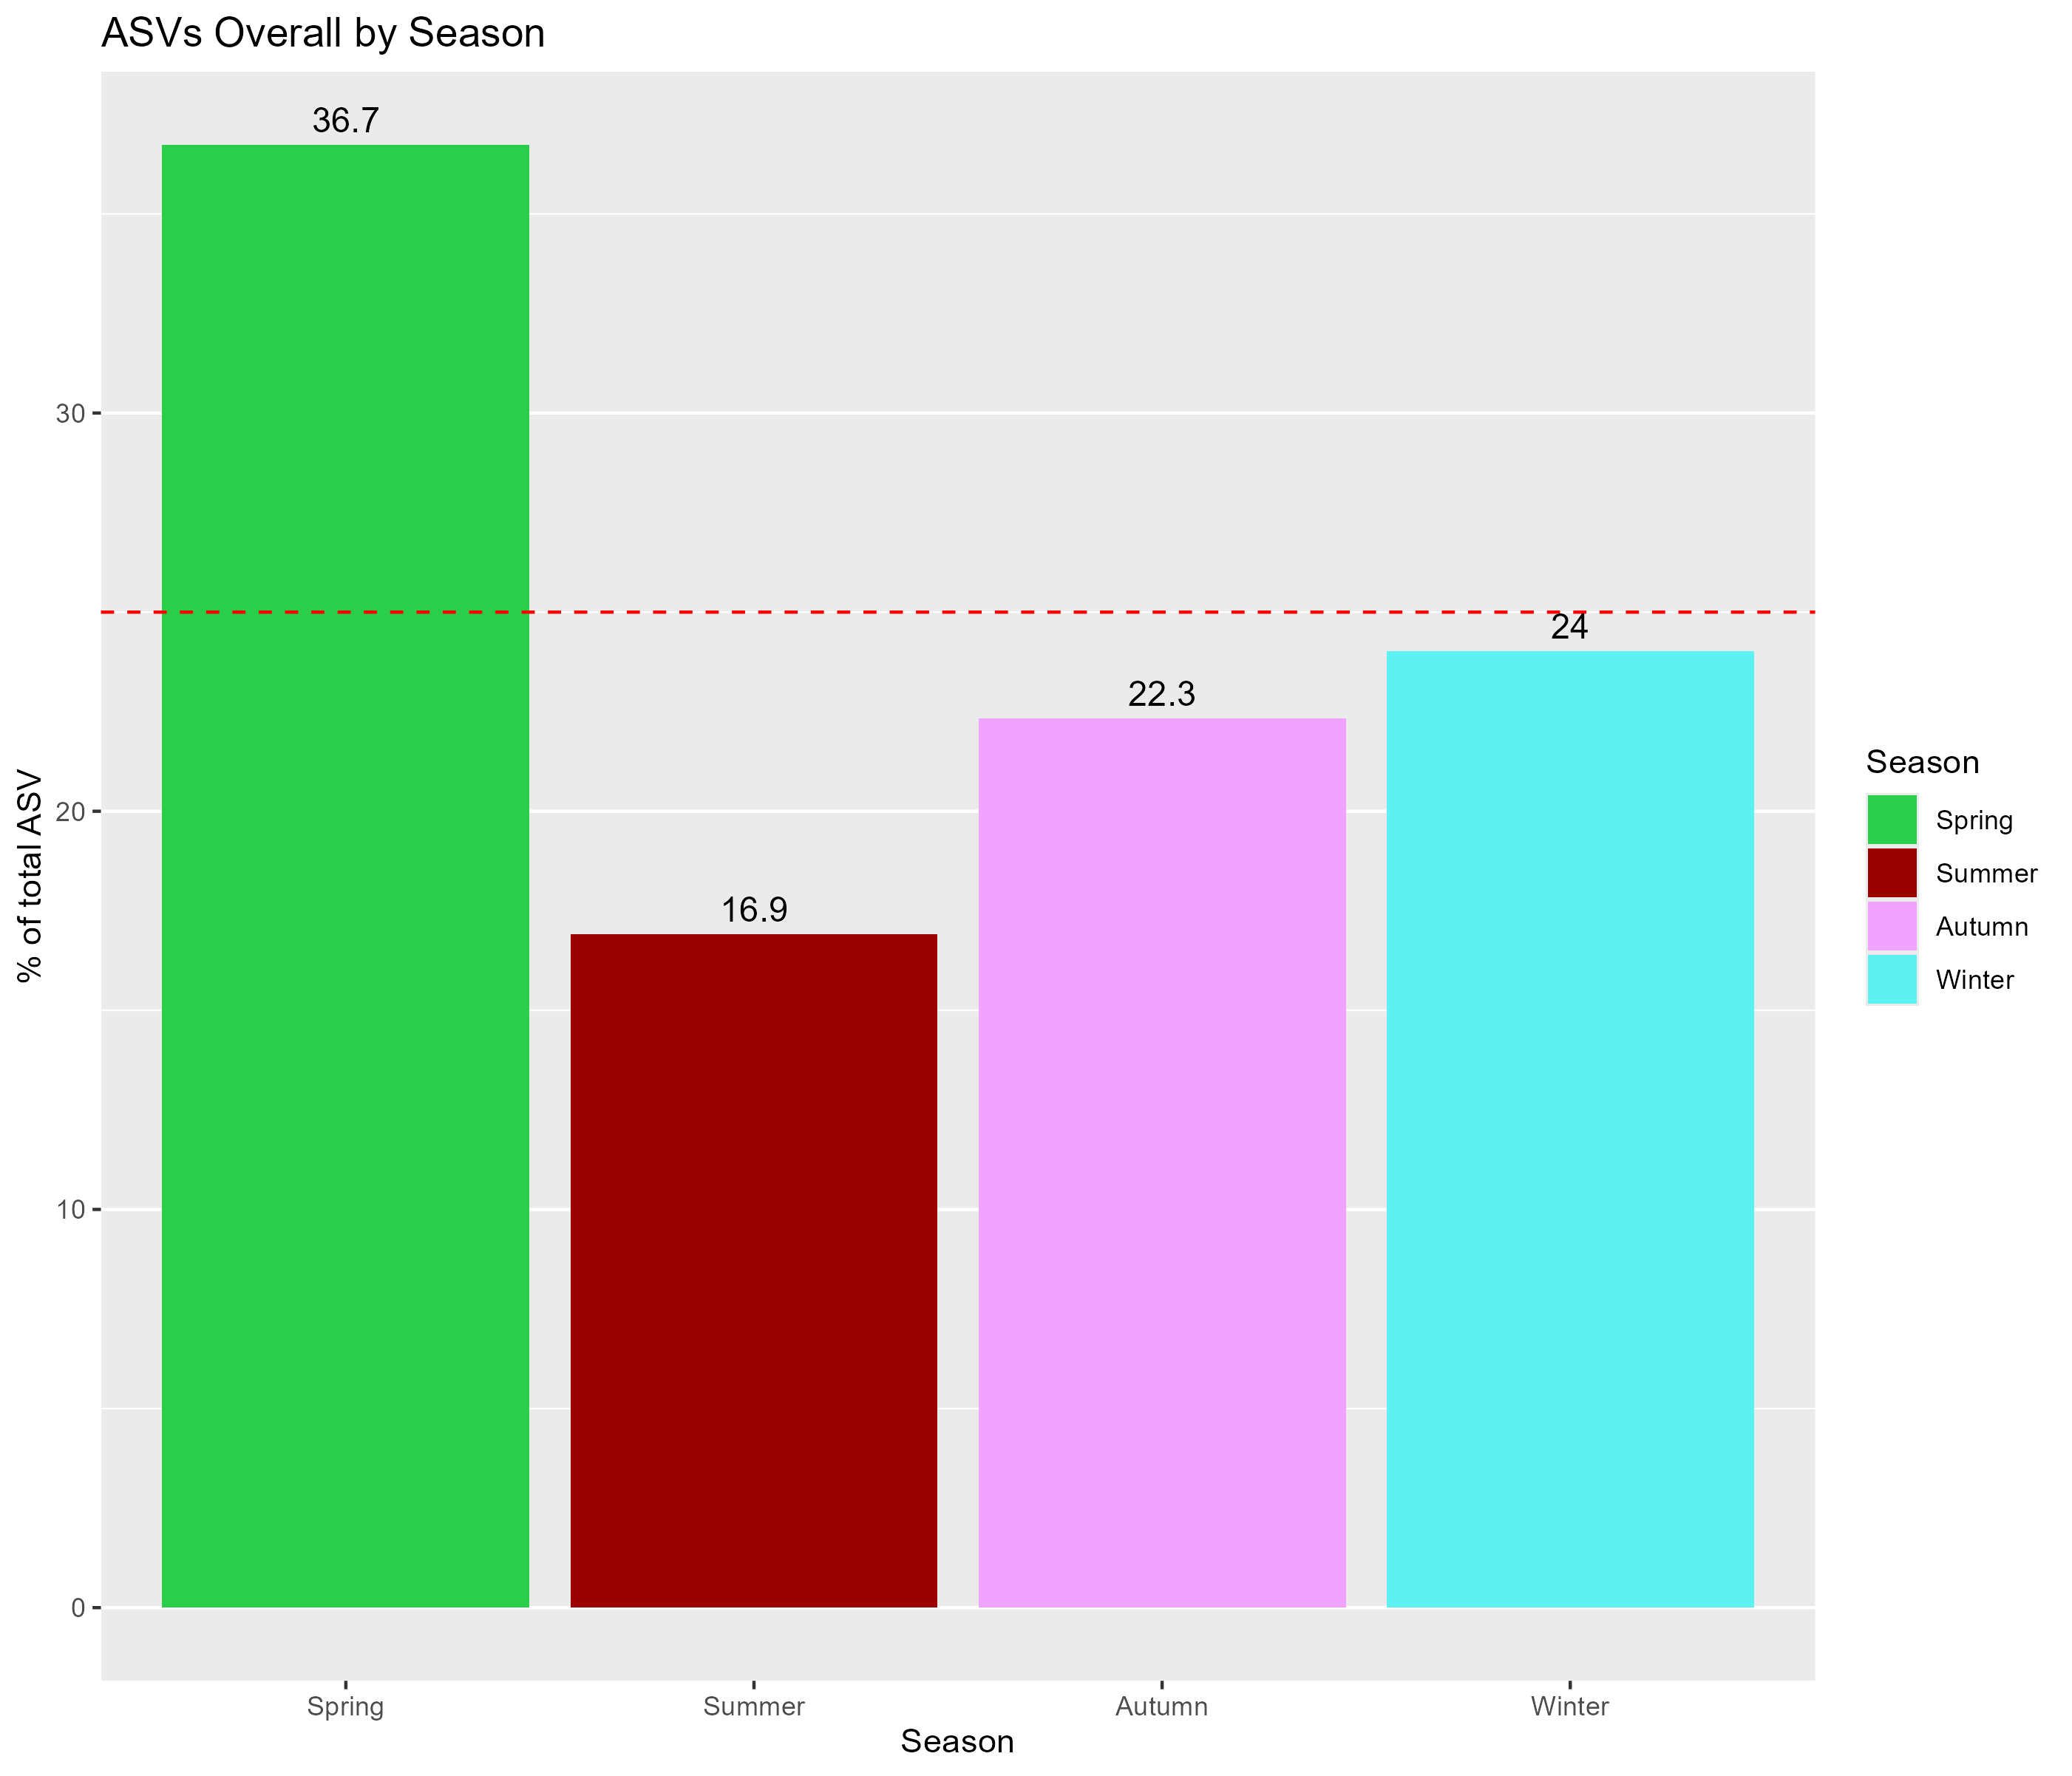 ASVs Overall by Season
% of total ASV
30
20
10
0
36.7
16.9
22.3
24
Spring
Summer
Autumn
Winter
Season
Season
Spring
Summer
Autumn
Winter